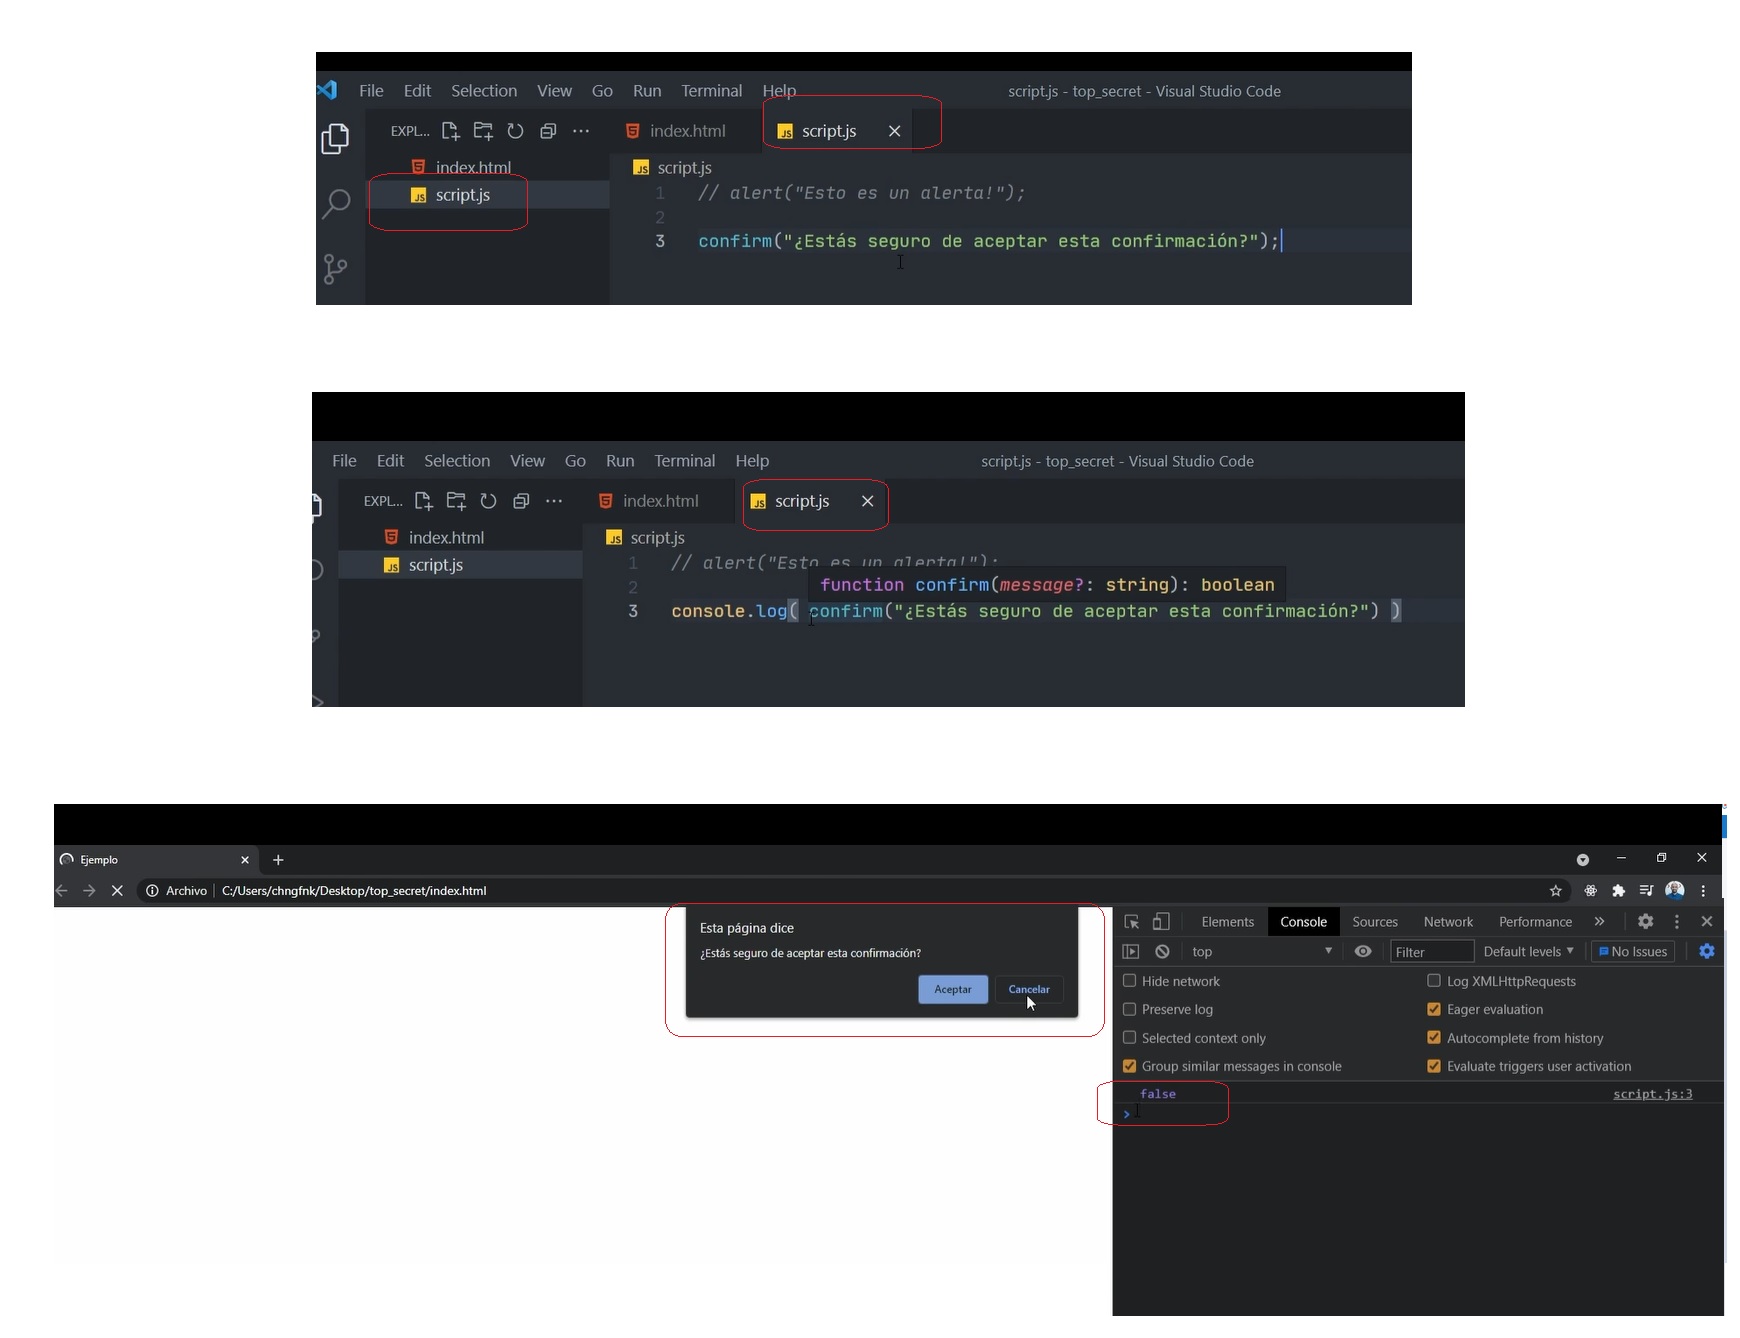 File Edit Selection View Go Run Terminal Help script.js - top_secret - Visual Studio Code
EXPL... index.html script.js
index.html script.js
script.js
1 // alert("Esto es un alerta!");
2
3 confirm("¿Estás seguro de aceptar esta confirmación?");
File Edit Selection View Go Run Terminal Help script.js - top_secret - Visual Studio Code
EXPL... index.html script.js
index.html script.js
script.js
1 // alert("Esto es un alerta!");
2 function confirm(message?: string): boolean
3 console.log( confirm("¿Estás seguro de aceptar esta confirmación?") )
Ejemplo
Archivo C:/Users/chngfnk/Desktop/top_secret/index.html
Esta página dice
¿Estás seguro de aceptar esta confirmación?
Aceptar Cancelar
Elements Console Sources Network Performance
top Filter Default levels No Issues
Hide network Log XMLHttpRequests
Preserve log Eager evaluation
Selected context only Autocomplete from history
Group similar messages in console Evaluate triggers user activation
false script.js:3